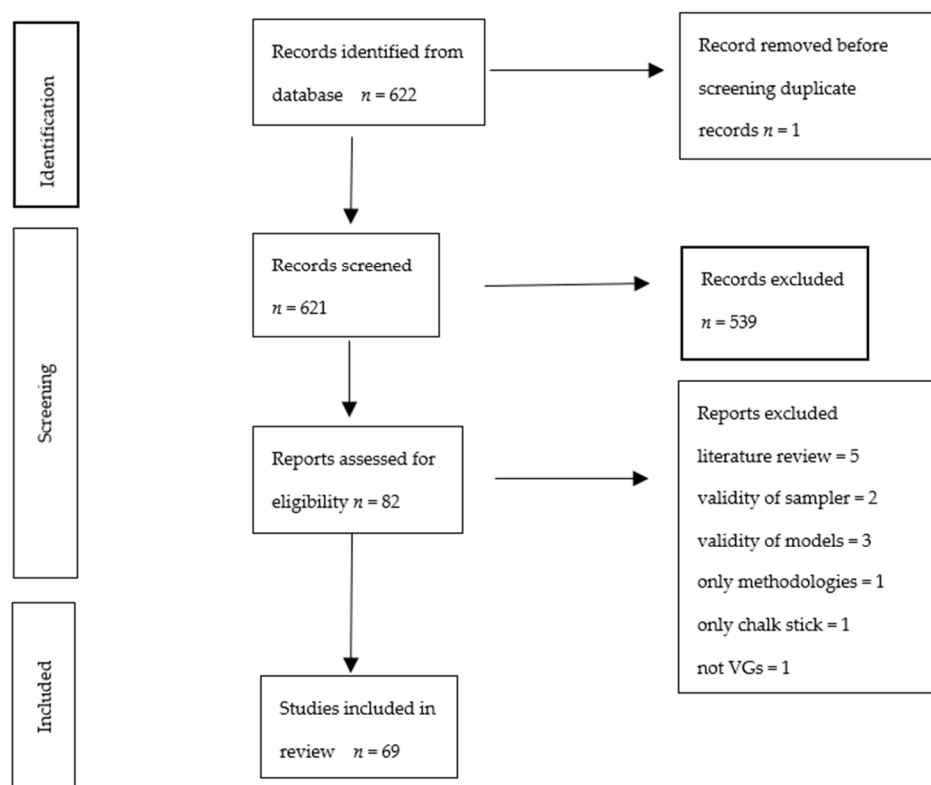 Identification
Records identified from
database n = 622
Record removed before
screening duplicate
records n = 1
Screening
Records screened
n = 621
Records excluded
n = 539
Reports assessed for
eligibility n = 82
Reports excluded
literature review = 5
validity of sampler = 2
validity of models = 3
only methodologies = 1
only chalk stick = 1
not VGs = 1
Included
Studies included in
review n = 69